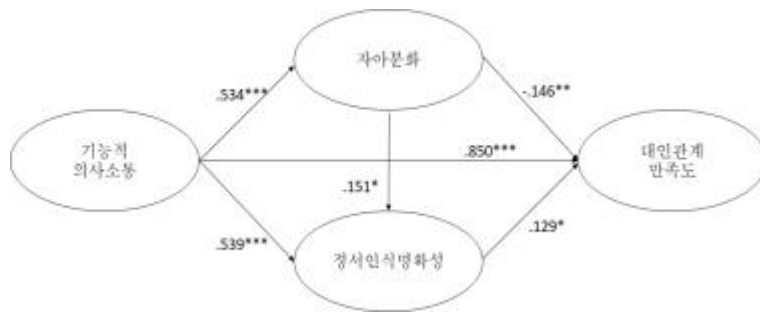 자아분화
.534***
-.146**
기능적
의사소통
.850***
대인관계
만족도
.151*
.539***
.129*
정서인식명확성